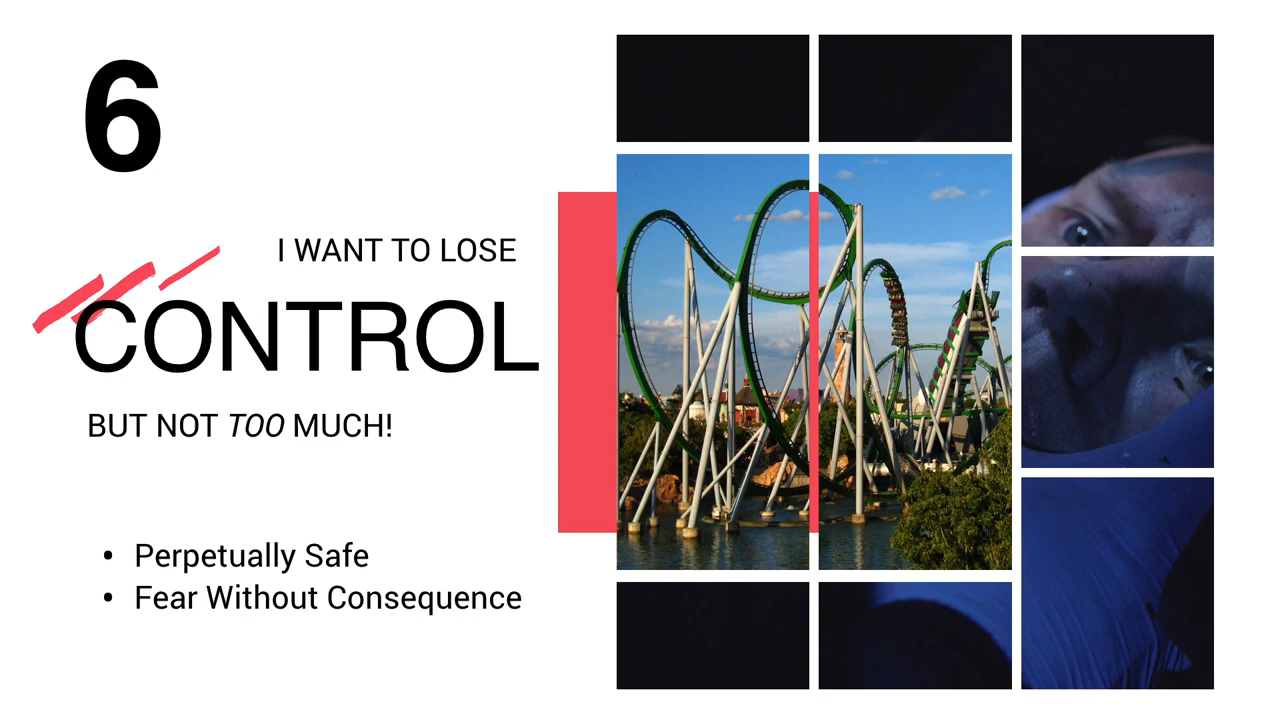 6
I WANT TO LOSE
CONTROL
BUT NOT TOO MUCH!
• Perpetually Safe
• Fear Without Consequence